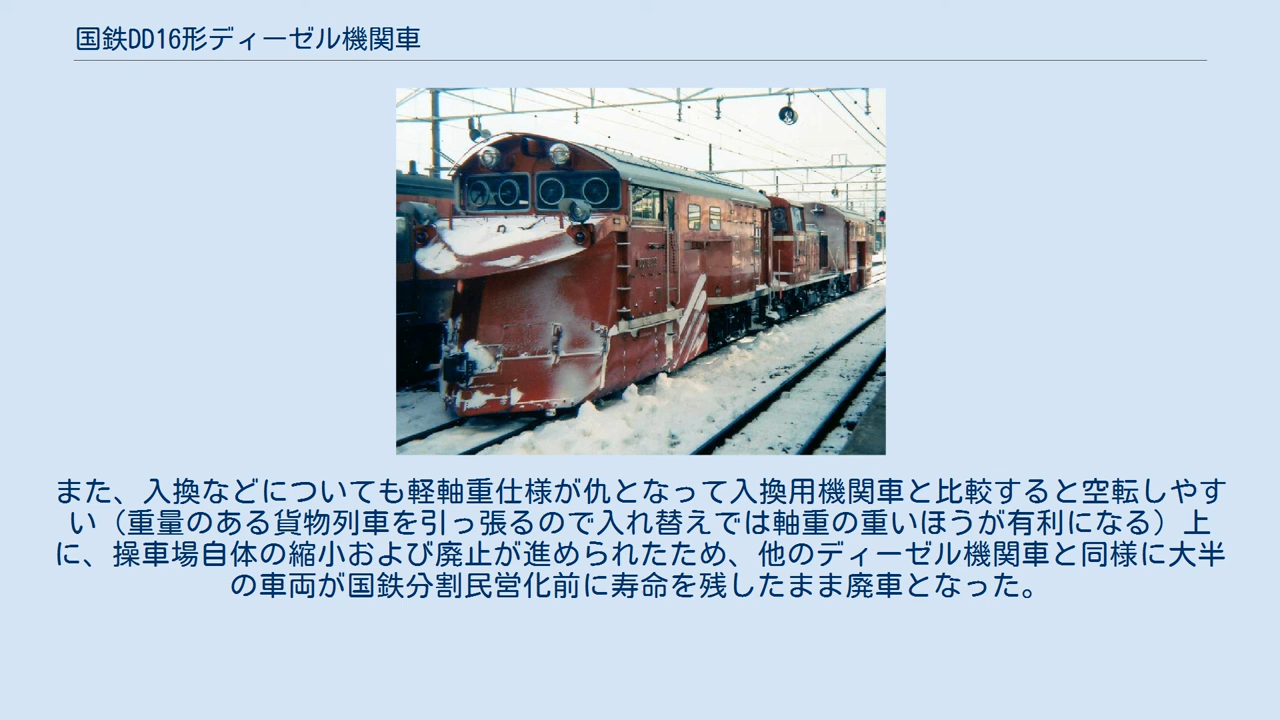 国鉄DD16形ディーゼル機関車
また、入換などについても軽軸重仕様が仇となって入換用機関車と比較すると空転しやす
い（重量のある貨物列車を引っ張るので入れ替えでは軸重の重いほうが有利になる）上
に、操車場自体の縮小および廃止が進められたため、他のディーゼル機関車と同様に大半
の車両が国鉄分割民営化前に寿命を残したまま廃車となった。